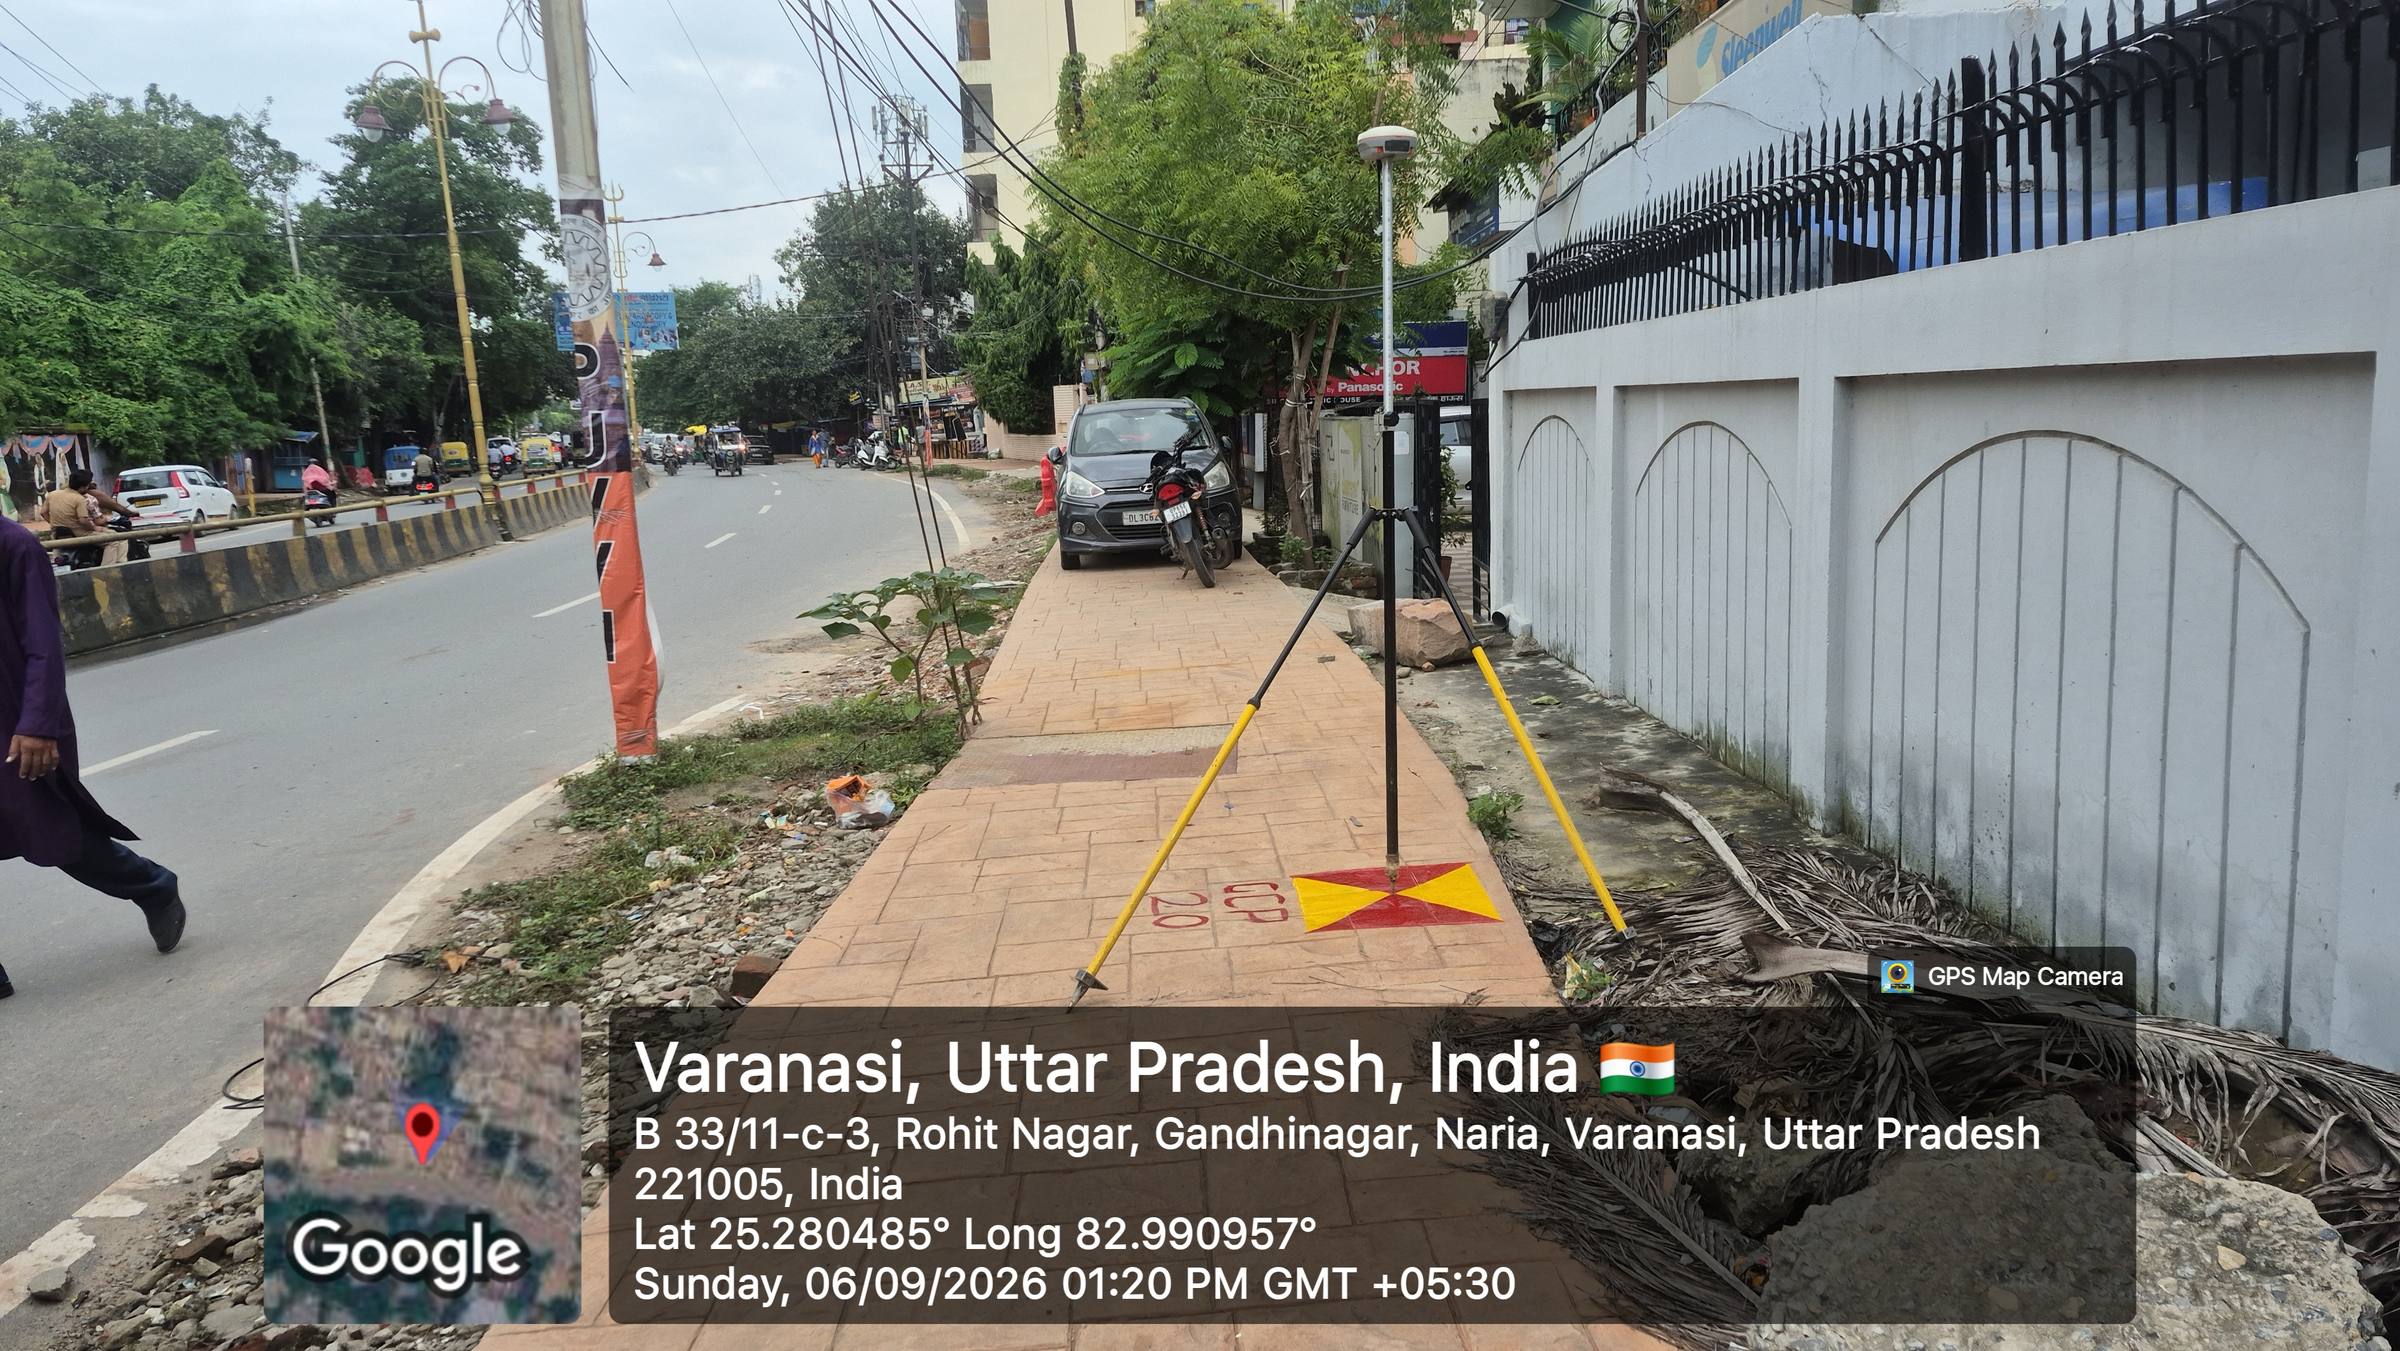 sleepwell
Panasonic
GCP
20
GPS Map Camera
Google
Varanasi, Uttar Pradesh, India
B 33/11-c-3, Rohit Nagar, Gandhinagar, Naria, Varanasi, Uttar Pradesh
221005, India
Lat 25.280485° Long 82.990957°
Sunday, 06/09/2026 01:20 PM GMT +05:30